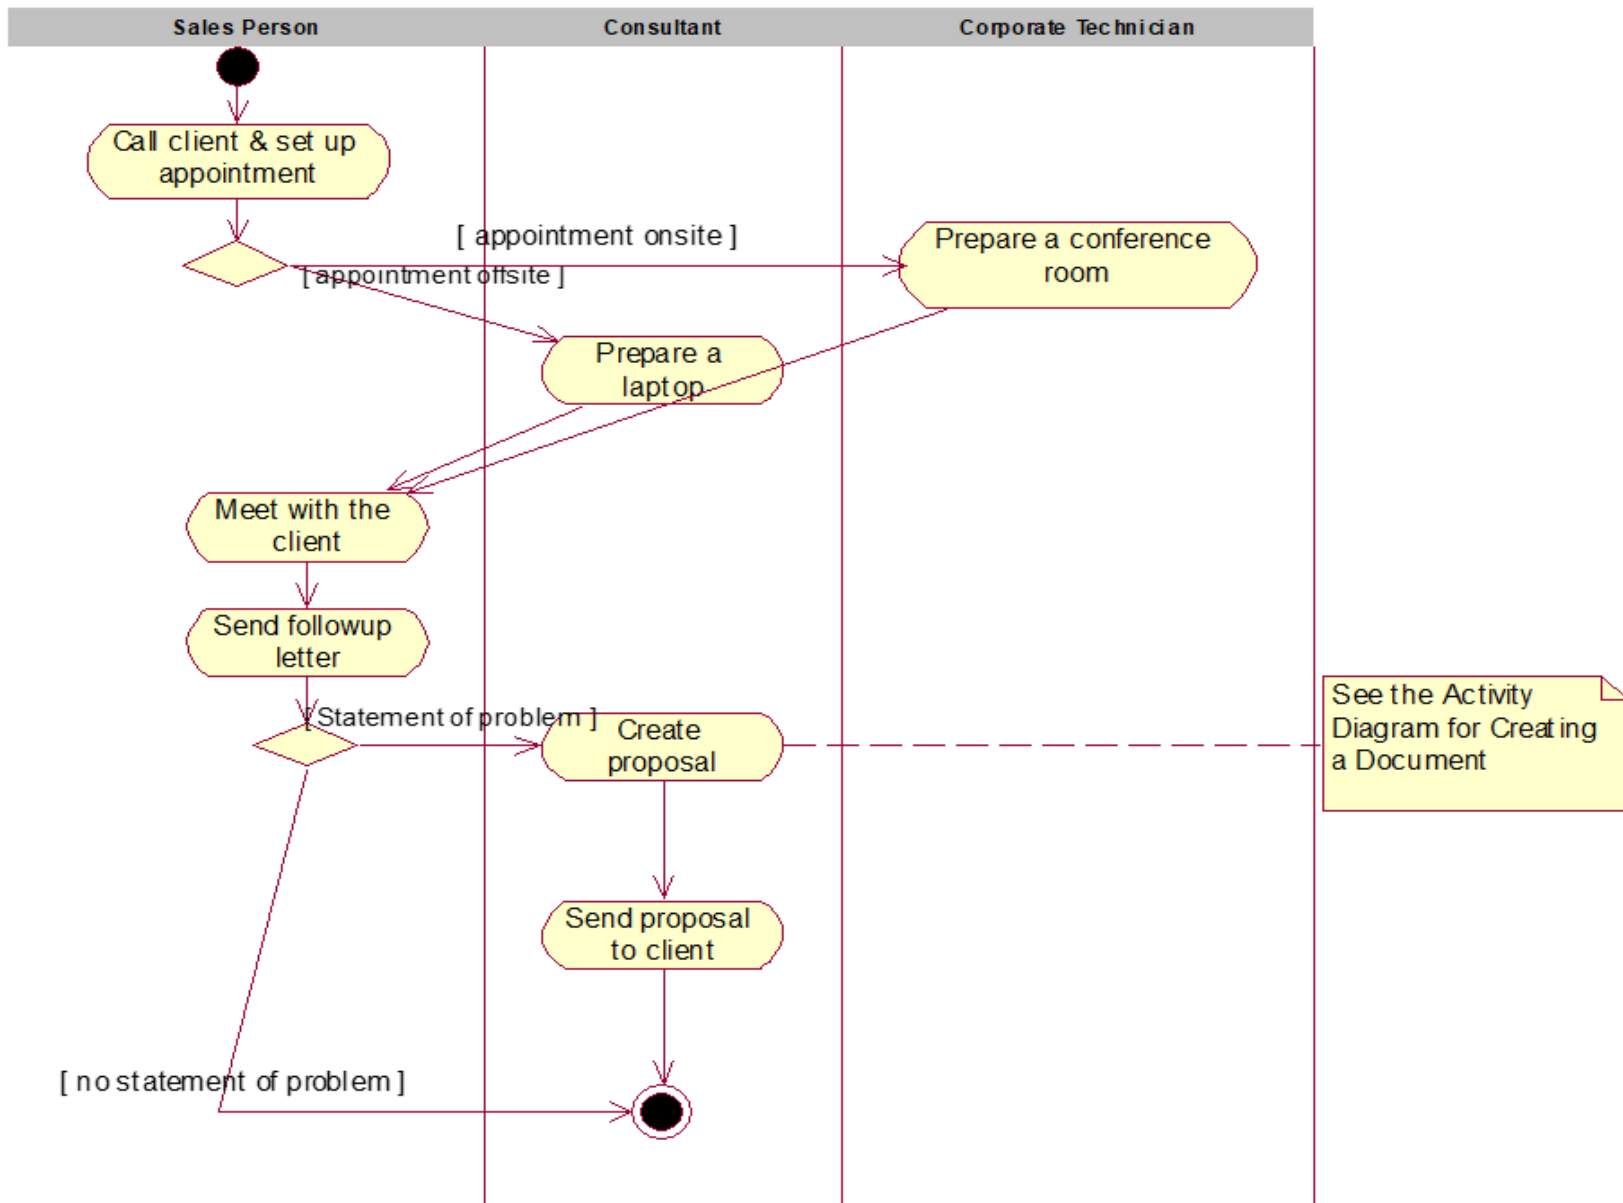 Sales Person
Consultant
Corporate Technician
Call client & set up
appointment
[ appointment onsite ]
[ appointment offsite ]
Prepare a conference
room
Prepare a
laptop
Meet with the
client
Send followup
letter
[ Statement of problem ]
Create
proposal
See the Activity
Diagram for Creating
a Document
Send proposal
to client
[ no statement of problem ]